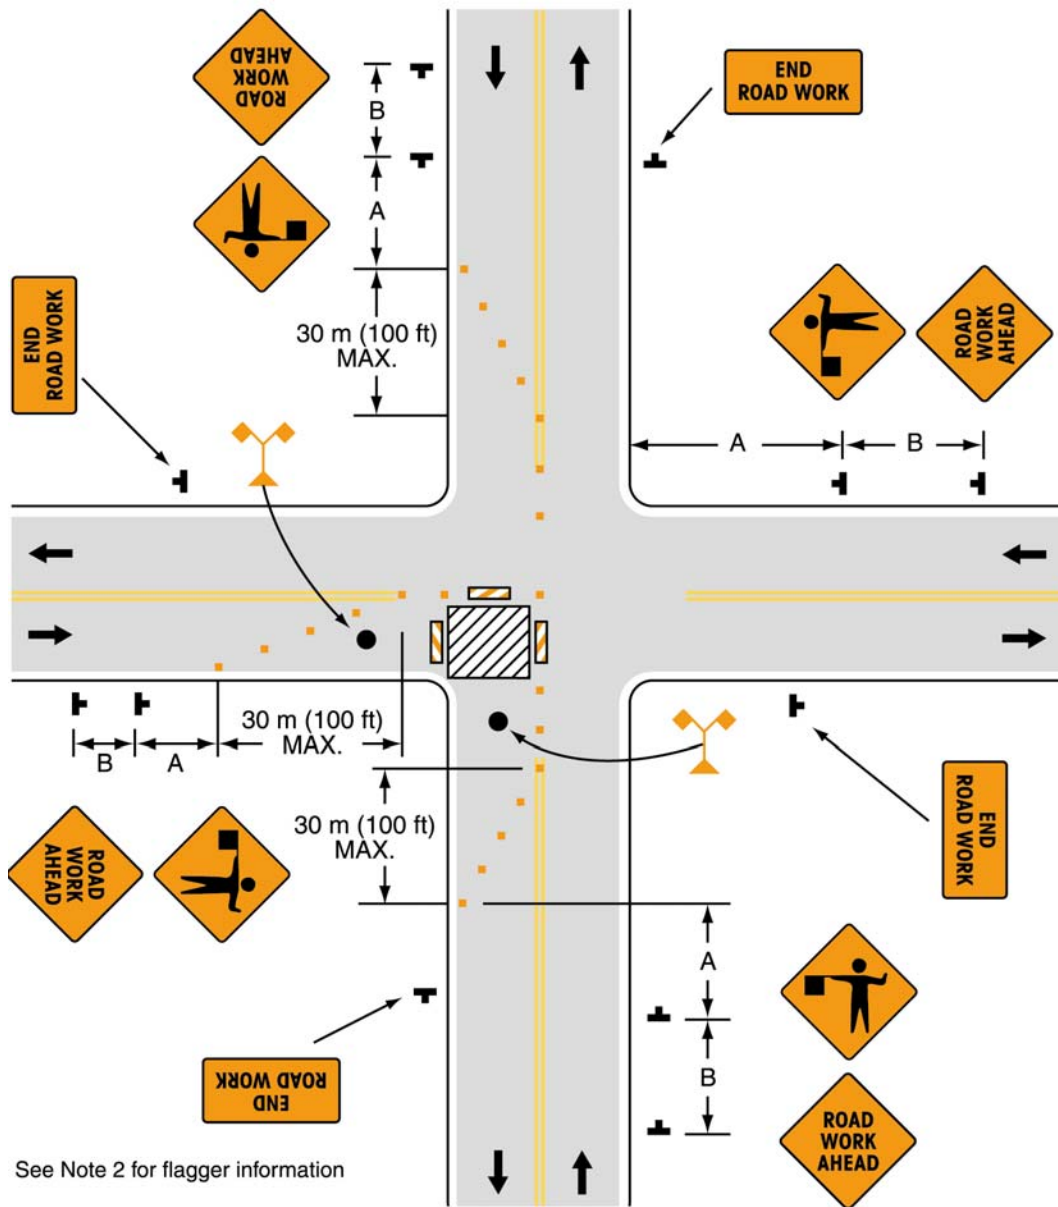 ROAD
WORK
AHEAD
B
END
ROAD WORK
A
END
ROAD WORK
30 m (100 ft)
MAX.
ROAD
WORK
AHEAD
A
B
30 m (100 ft)
MAX.
B
A
30 m (100 ft)
MAX.
ROAD
WORK
AHEAD
END
ROAD WORK
A
B
END
ROAD WORK
ROAD
WORK
AHEAD
See Note 2 for flagger information